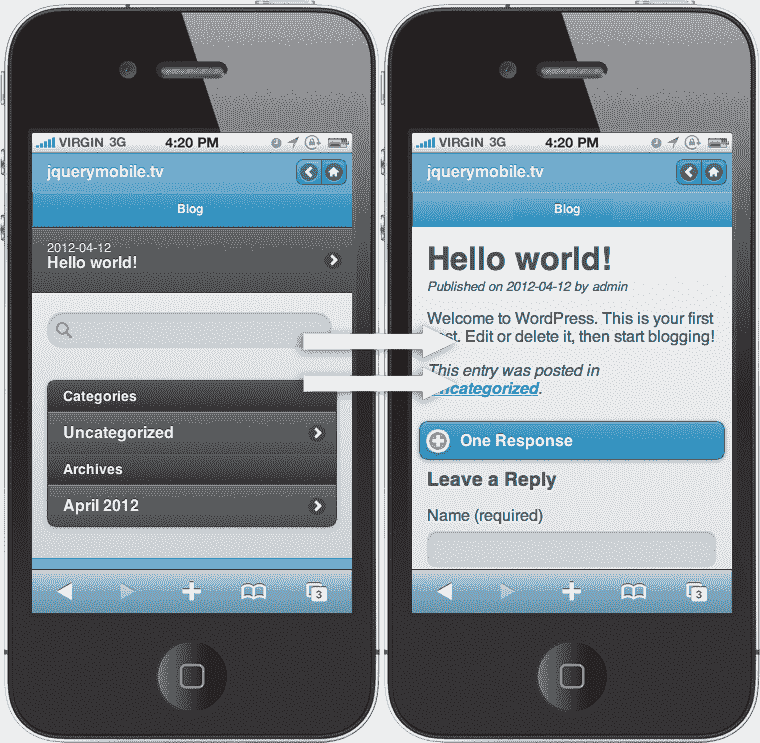 VIRGIN 3G 4:20 PM
jquerymobile.tv
Blog
2012-04-12
Hello world!
Categories
Uncategorized
Archives
April 2012
3
VIRGIN 3G 4:20 PM
jquerymobile.tv
Blog
Hello world!
Published on 2012-04-12 by admin
Welcome to WordPress. This is your first
Edit or delete it, then start blogging!
This entry was posted in
Uncategorized.
One Response
Leave a Reply
Name (required)
3